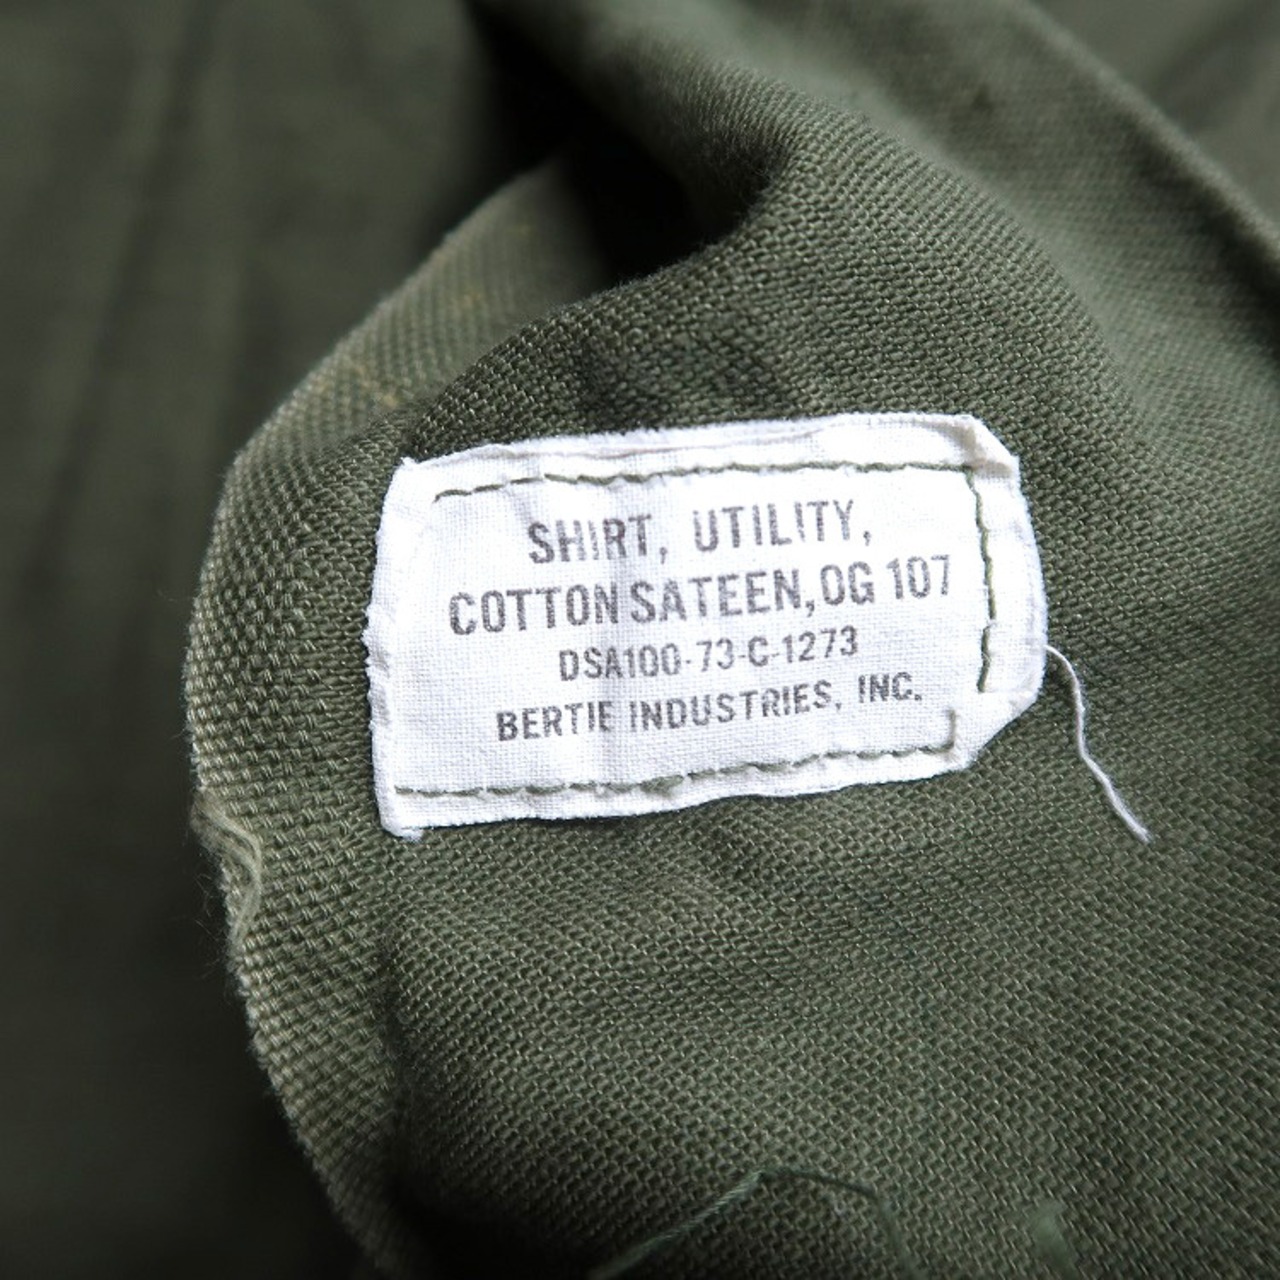 SHIRT, UTILITY,
COTTON SATEEN, OG 107
DSA100-73-C-1273
BERTIE INDUSTRIES, INC.